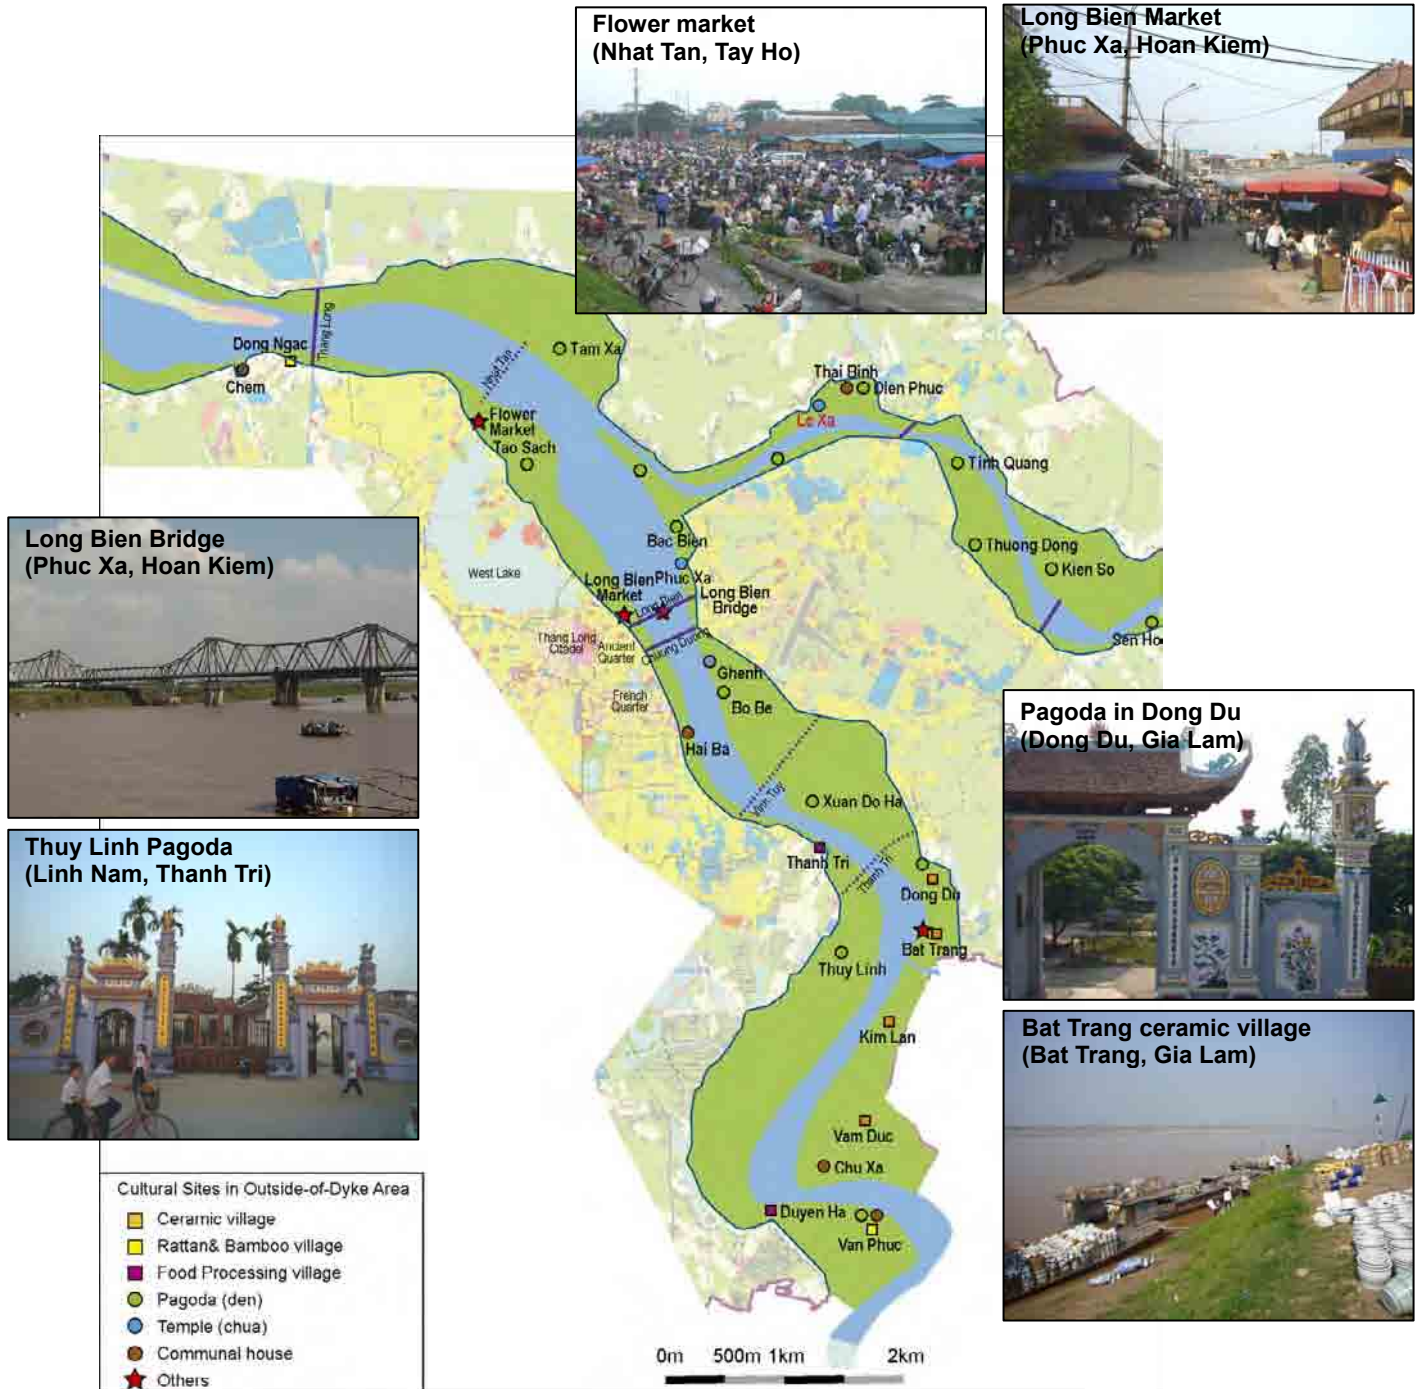 Flower market
(Nhat Tan, Tay Ho)
Long Bien Market
(Phuc Xa, Hoan Kiem)
Thang Long
Dong Ngac
Chem
Nhat Tan
Tam Xa
Flower
Market
Tao Sach
Thai Binh
Dien Phuc
Le Xa
Tinh Quang
Thuong Dong
Kien So
Bac Bien
West Lake
Phuc Xa
Long Bien
Market
Long Bien
Long Bien
Bridge
Thang Long
Citadel
Ancient
Quarter
Chuong Duong
French
Quarter
Ghenh
Bo Be
Hai Ba
Vinh Tuy
Xuan Do Ha
Thanh Tri
Thanh Tri
Dong Du
Bat Trang
Thuy Linh
Kim Lan
Vam Duc
Chu Xa
Duyen Ha
Van Phuc
Long Bien Bridge
(Phuc Xa, Hoan Kiem)
Thuy Linh Pagoda
(Linh Nam, Thanh Tri)
Pagoda in Dong Du
(Dong Du, Gia Lam)
Bat Trang ceramic village
(Bat Trang, Gia Lam)
Cultural Sites in Outside-of-Dyke Area
Ceramic village
Rattan& Bamboo village
Food Processing village
Pagoda (den)
Temple (chua)
Communal house
Others
0m 500m 1km 2km